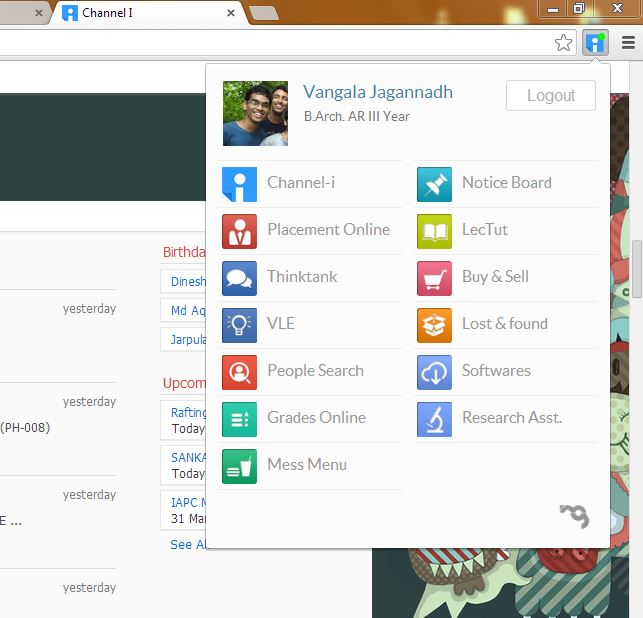 Channel I
Vangala Jagannadh
B.Arch. AR III Year
Logout
Channel-i
Notice Board
Placement Online
LecTut
Thinktank
Buy & Sell
VLE
Lost & found
People Search
Softwares
Grades Online
Research Asst.
Mess Menu
yesterday
yesterday
(PH-008)
yesterday
E ...
yesterday
Birthda
Dinesh
Md Aq
Jarpula
Upcom
Rafting
Today
SANKA
Today
IAPC M
31 Mar
See Al